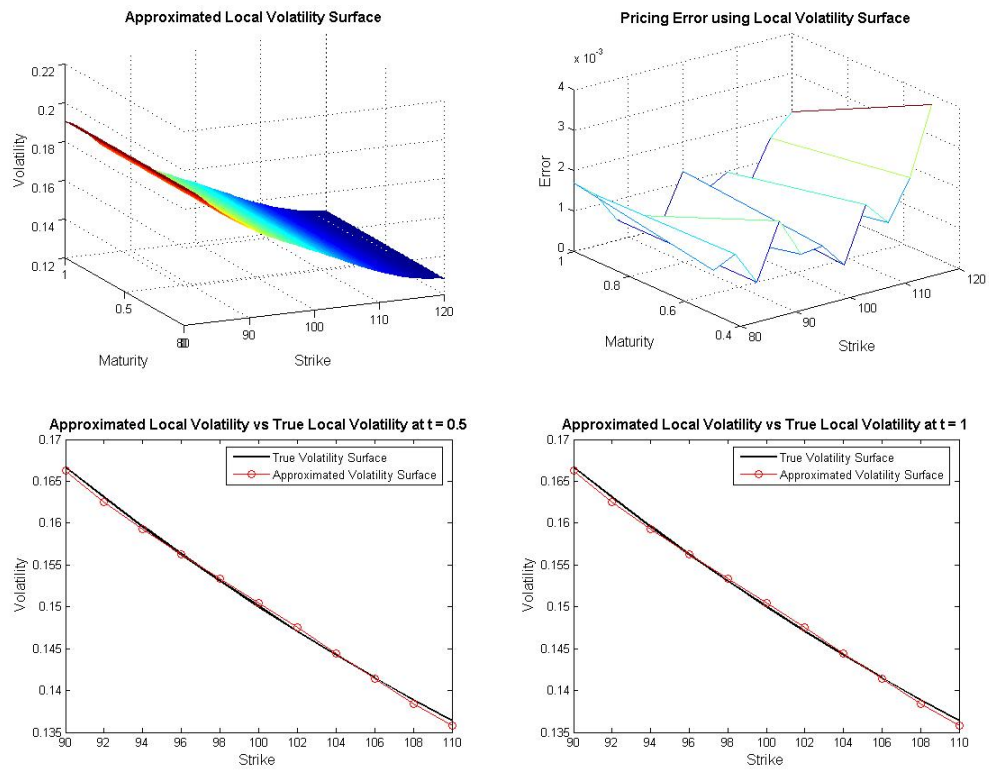 Approximated Local Volatility Surface
0.22
0.2
0.18
0.16
0.14
0.12
Volatility
1
0.5
Maturity
90
100
110
120
Strike
Pricing Error using Local Volatility Surface
x 10^-3
4
3
2
1
0
Error
1
0.8
0.6
0.4
Maturity
80
90
100
110
120
Strike
Approximated Local Volatility vs True Local Volatility at t = 0.5
0.17
0.165
0.16
0.155
0.15
0.145
0.14
0.135
Volatility
True Volatility Surface
Approximated Volatility Surface
90 92 94 96 98 100 102 104 106 108 110
Strike
Approximated Local Volatility vs True Local Volatility at t = 1
0.17
0.165
0.16
0.155
0.15
0.145
0.14
0.135
Volatility
True Volatility Surface
Approximated Volatility Surface
90 92 94 96 98 100 102 104 106 108 110
Strike